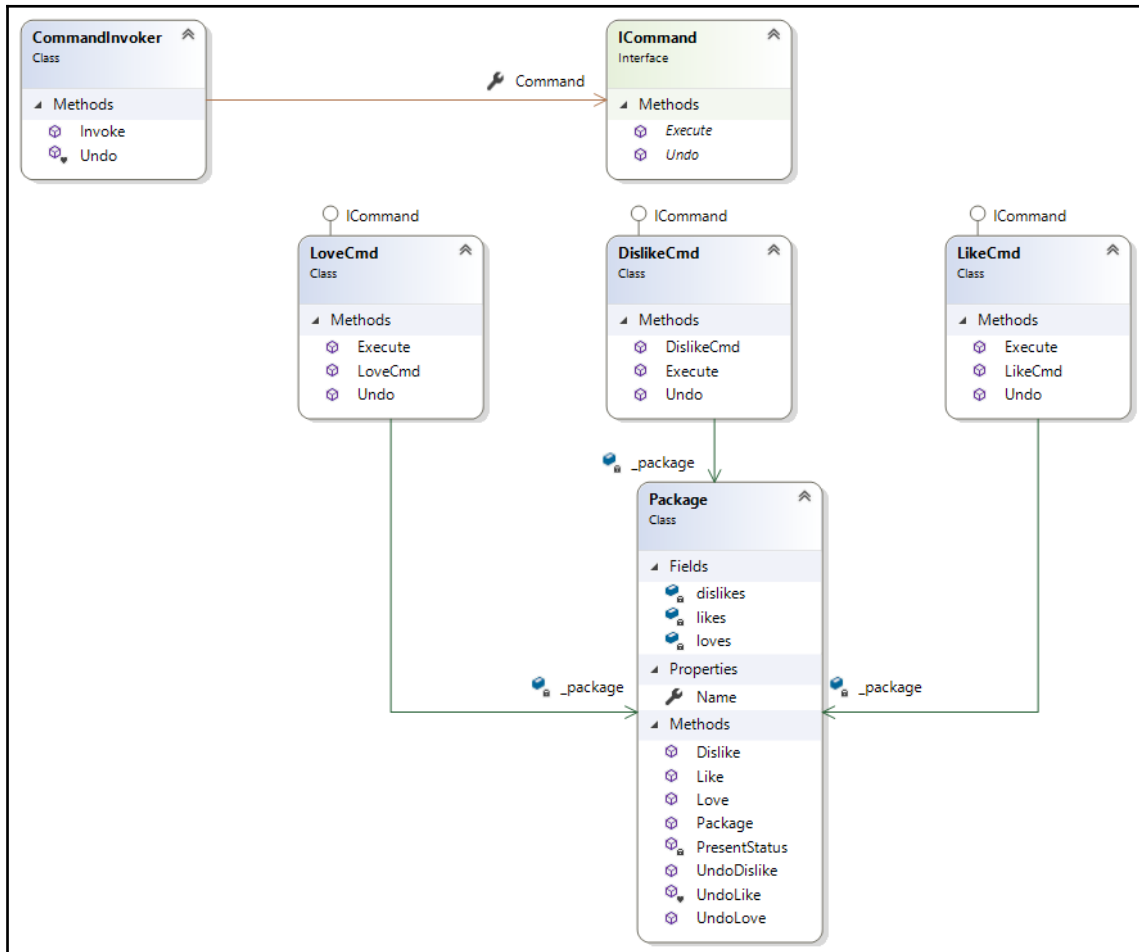 CommandInvoker
Class
Methods
Invoke
Undo
Command
ICommand
Interface
Methods
Execute
Undo
ICommand
LoveCmd
Class
Methods
Execute
LoveCmd
Undo
ICommand
DislikeCmd
Class
Methods
DislikeCmd
Execute
Undo
ICommand
LikeCmd
Class
Methods
Execute
LikeCmd
Undo
_package
_package
_package
Package
Class
Fields
dislikes
likes
loves
Properties
Name
Methods
Dislike
Like
Love
Package
PresentStatus
UndoDislike
UndoLike
UndoLove